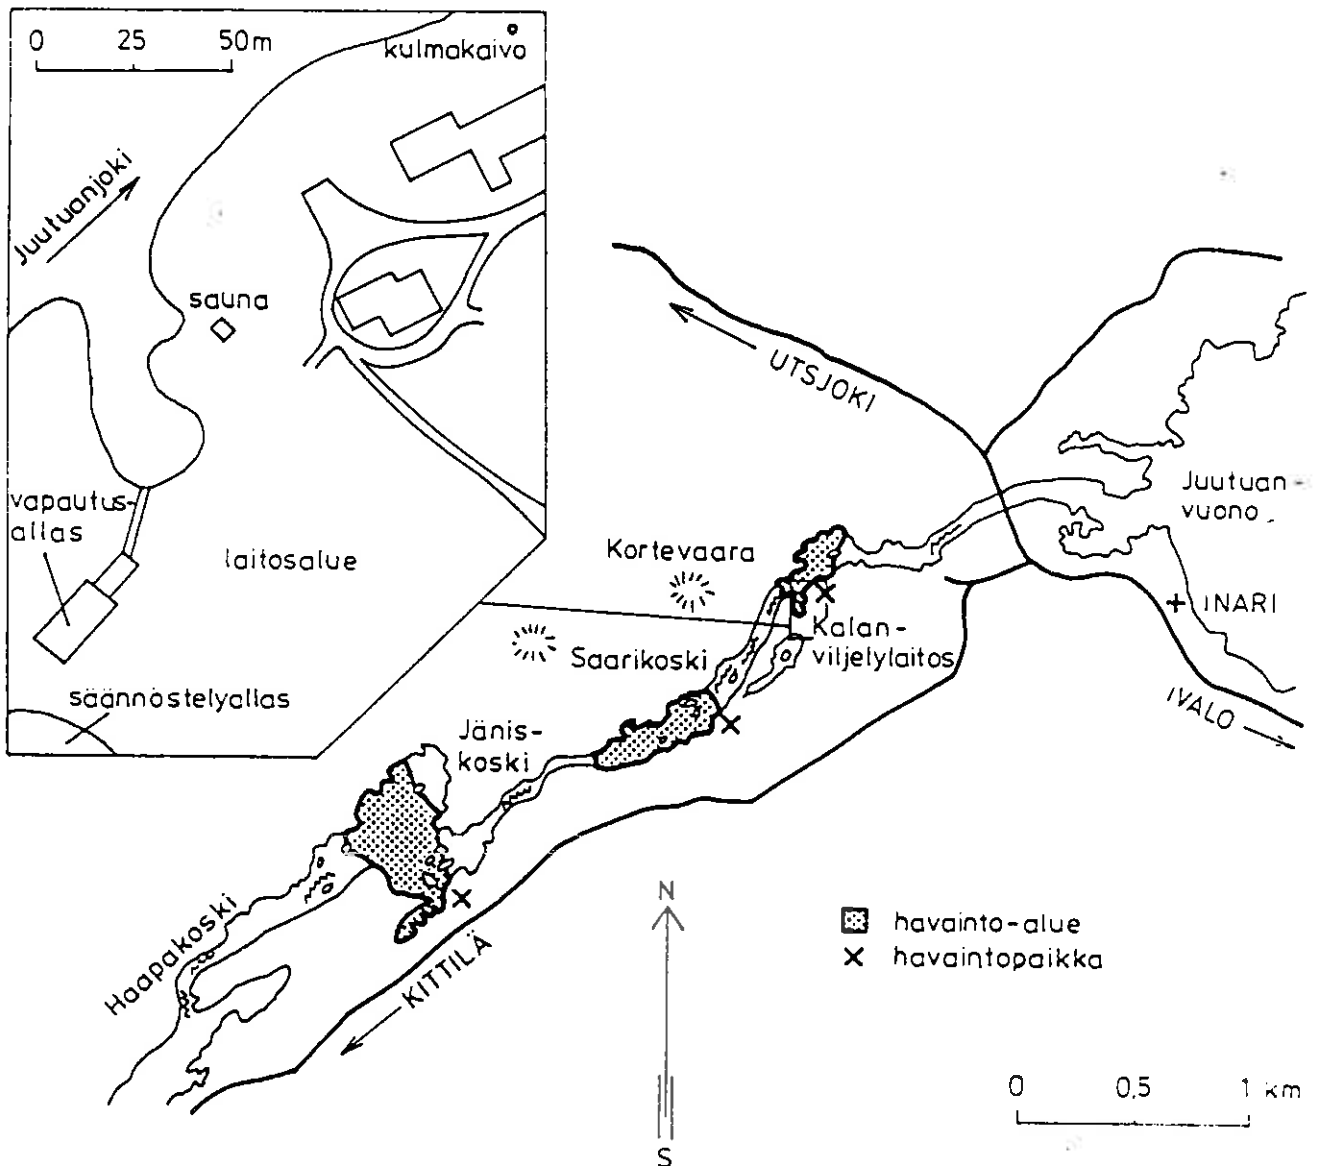 0 25 50m
kulmakaivo
Juutuanjoki
sauna
vapautus-
allas
laitosalue
säännöstelyallas
UTSJOKI
Juutuan-
vuono
Kortevaara
INARI
Kalan-
viljelylaitos
Saarikoski
IVALO
Jänis-
koski
Haapakoski
KITTILÄ
N
S
havainto-alue
havaintopaikka
0 0,5 1 km